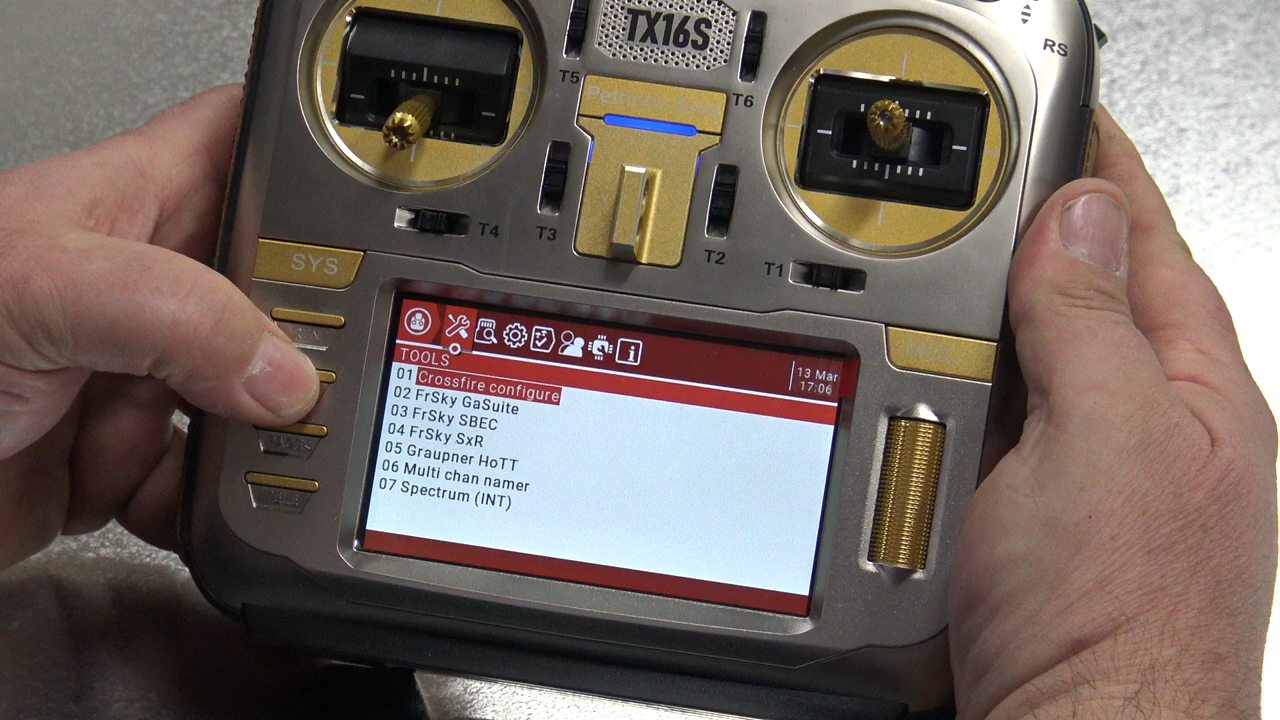 TX16S
RS
T5
T6
T4
T3
T2
T1
SYS
TOOLS
13 Mar
17:06
01 Crossfire configure
02 FrSky GaSuite
03 FrSky SBEC
04 FrSky SxR
05 Graupner HoTT
06 Multi chan namer
07 Spectrum (INT)